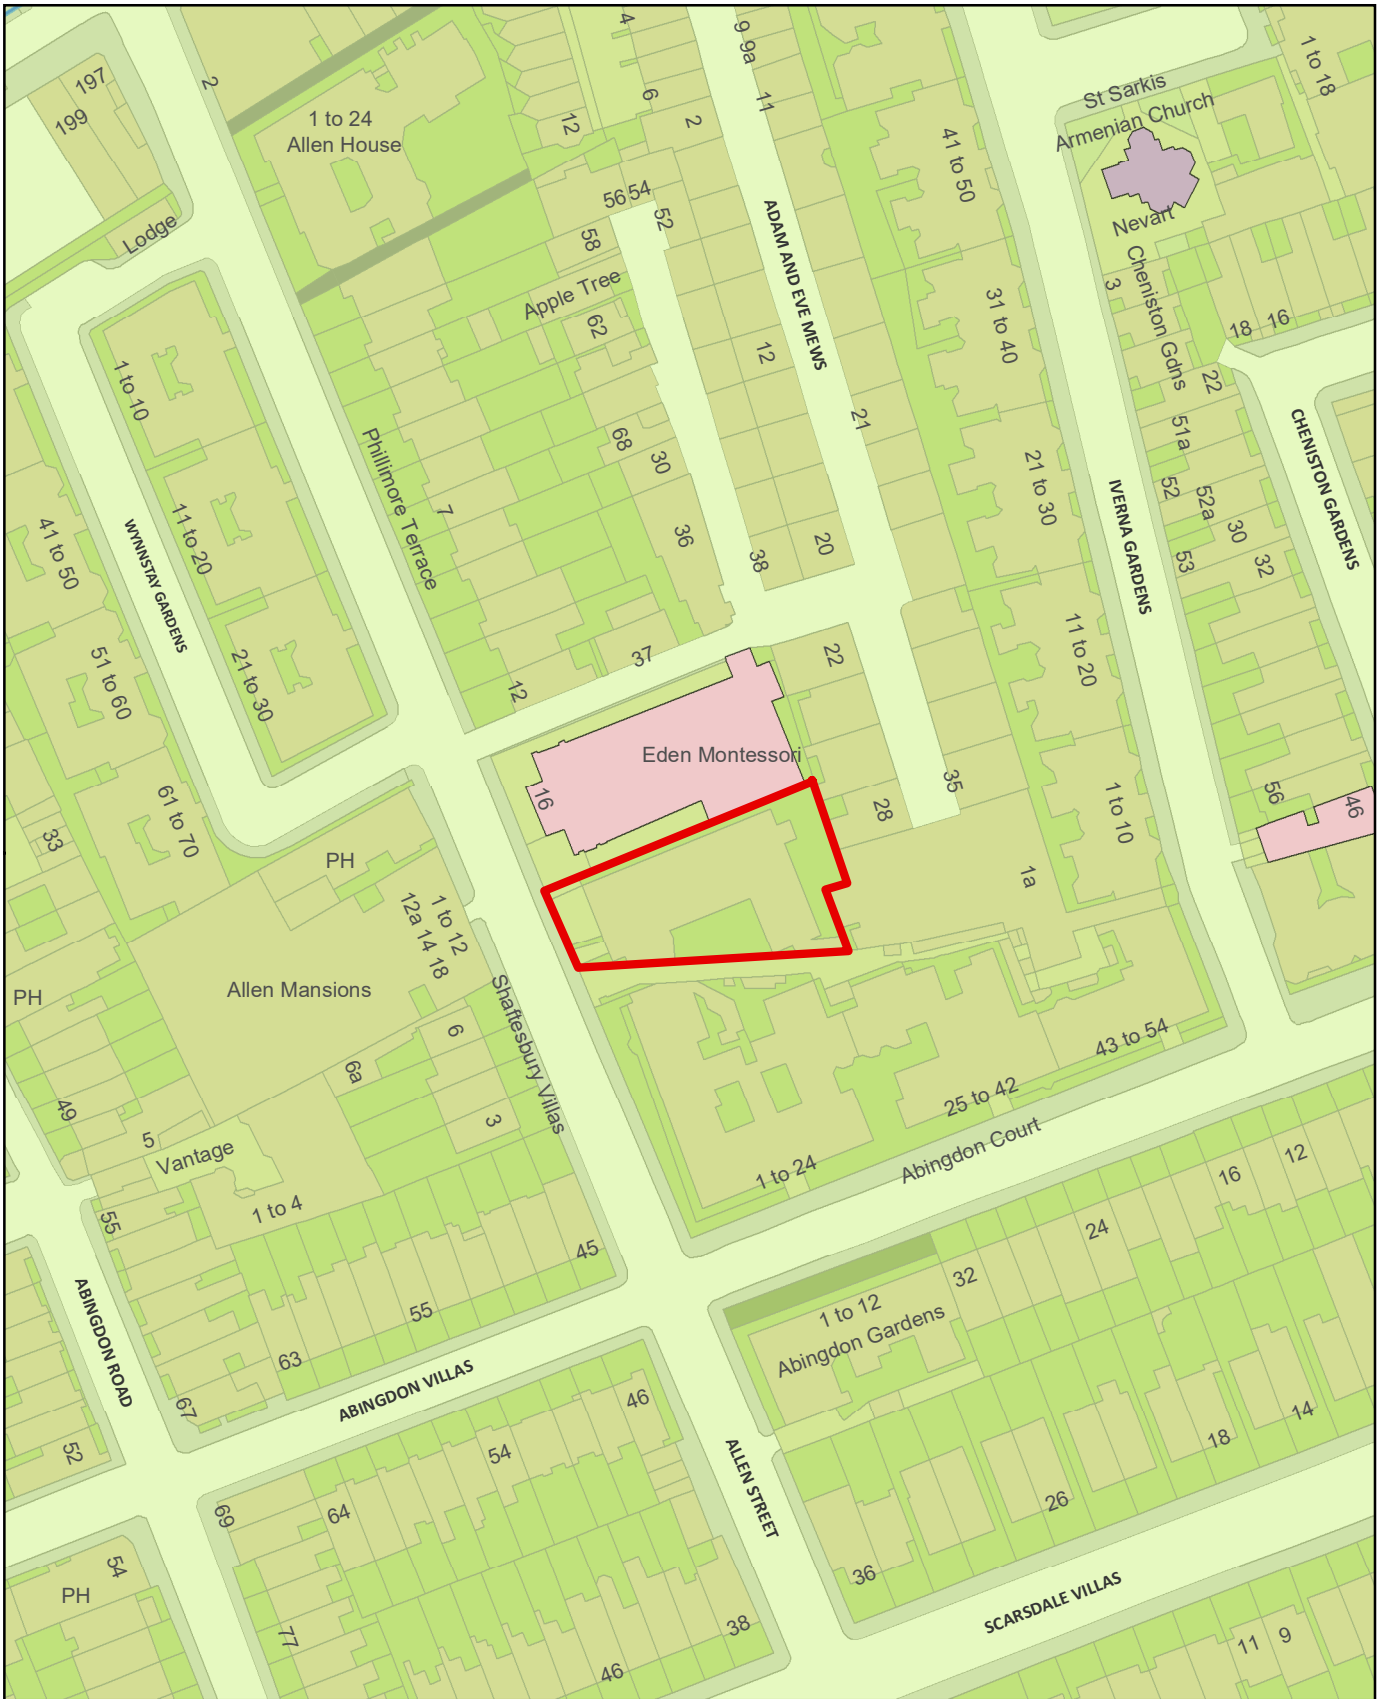 4
9 9a
2
197
199
1 to 24
Allen House
12
6
2
11
41 to 50
St Sarkis
Armenian Church
1 to 18
Nevart
Lodge
56 54
52
58
ADAM AND EVE MEWS
Apple Tree
62
12
31 to 40
3
Cheniston Gdns
18
16
1 to 10
22
CHENISTON GARDENS
21
51a
68
30
Phillimore Terrace
7
36
21 to 30
52
52a
30
32
IVERNA GARDENS
53
41 to 50
WYNNSTAY GARDENS
11 to 20
38
20
11 to 20
51 to 60
21 to 30
12
37
22
Eden Montessori
16
35
28
1 to 10
56
46
33
61 to 70
PH
1a
1 to 12
12a 14 18
Allen Mansions
PH
Shaftesbury Villas
6
6a
3
43 to 54
25 to 42
49
5
Vantage
Abingdon Court
1 to 24
1 to 4
12
16
24
55
45
ABINGDON ROAD
55
63
32
1 to 12
Abingdon Gardens
67
ABINGDON VILLAS
46
54
52
14
18
ALLEN STREET
26
69
64
36
54
PH
77
38
46
SCARSDALE VILLAS
11
9